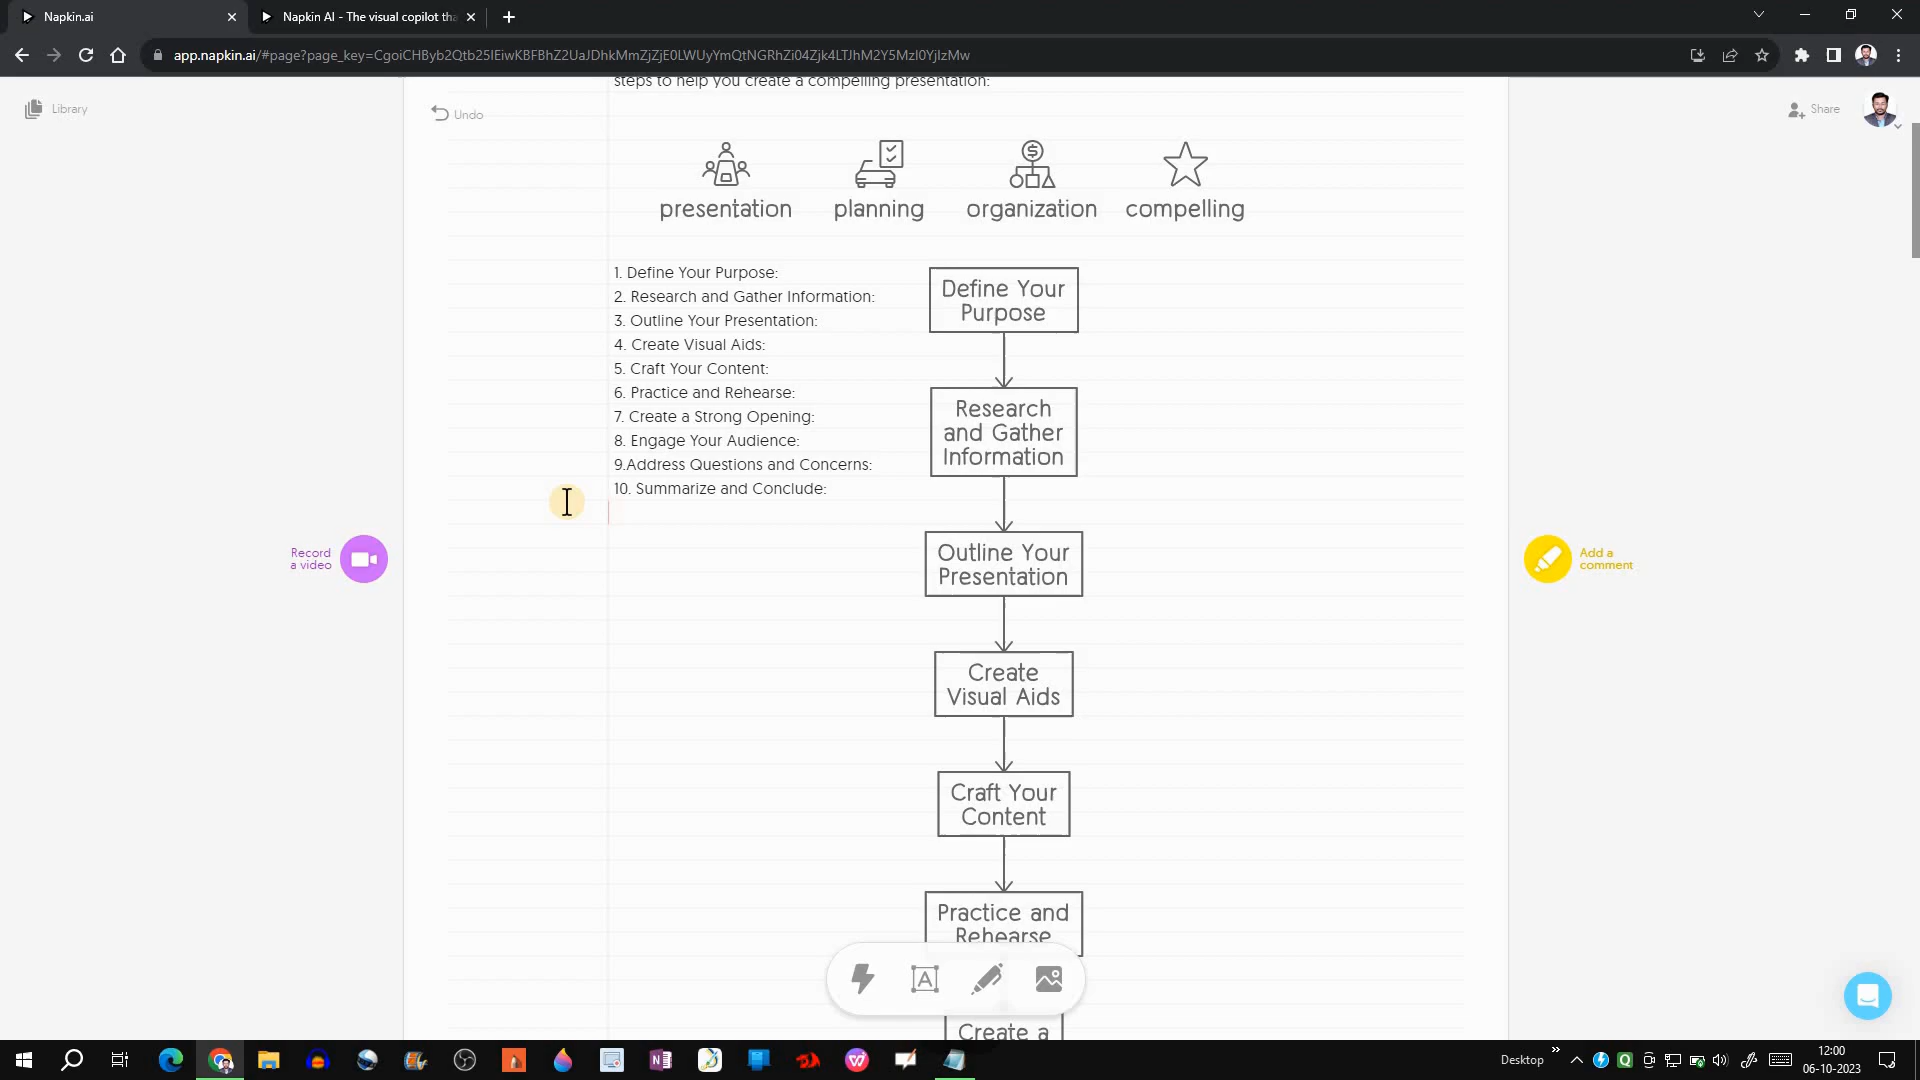 Napkin.ai
Napkin AI - The visual copilot tha
app.napkin.ai/#page?page_key=CgoiCHByb2Qtb25lEiwKBFBhZ2UaJDhkMmZjZjE0LWUyYmQtNGRhZi04Zjk4LTJhM2Y5MzI0YjIzMw
steps to help you create a compelling presentation:
Library
Undo
Share
presentation
planning
organization
compelling
1. Define Your Purpose:
2. Research and Gather Information:
3. Outline Your Presentation:
4. Create Visual Aids:
5. Craft Your Content:
6. Practice and Rehearse:
7. Create a Strong Opening:
8. Engage Your Audience:
9.Address Questions and Concerns:
10. Summarize and Conclude:
Define Your
Purpose
Research
and Gather
Information
Outline Your
Presentation
Create
Visual Aids
Craft Your
Content
Practice and
Rehearse
Create a
Record
a video
Add a
comment
A
Desktop
12:00
06-10-2023